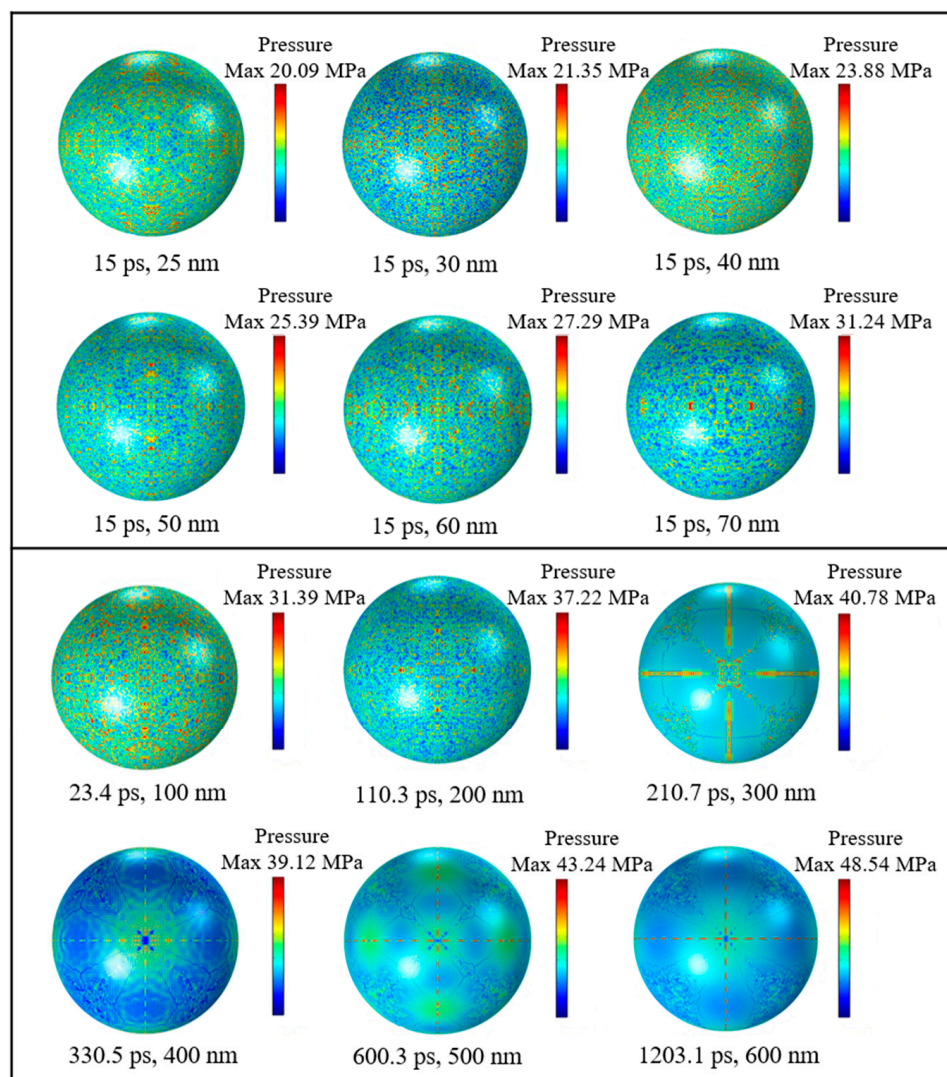 Pressure
Max 20.09 MPa
15 ps, 25 nm
Pressure
Max 21.35 MPa
15 ps, 30 nm
Pressure
Max 23.88 MPa
15 ps, 40 nm
Pressure
Max 25.39 MPa
15 ps, 50 nm
Pressure
Max 27.29 MPa
15 ps, 60 nm
Pressure
Max 31.24 MPa
15 ps, 70 nm
Pressure
Max 31.39 MPa
23.4 ps, 100 nm
Pressure
Max 37.22 MPa
110.3 ps, 200 nm
Pressure
Max 40.78 MPa
210.7 ps, 300 nm
Pressure
Max 39.12 MPa
330.5 ps, 400 nm
Pressure
Max 43.24 MPa
600.3 ps, 500 nm
Pressure
Max 48.54 MPa
1203.1 ps, 600 nm